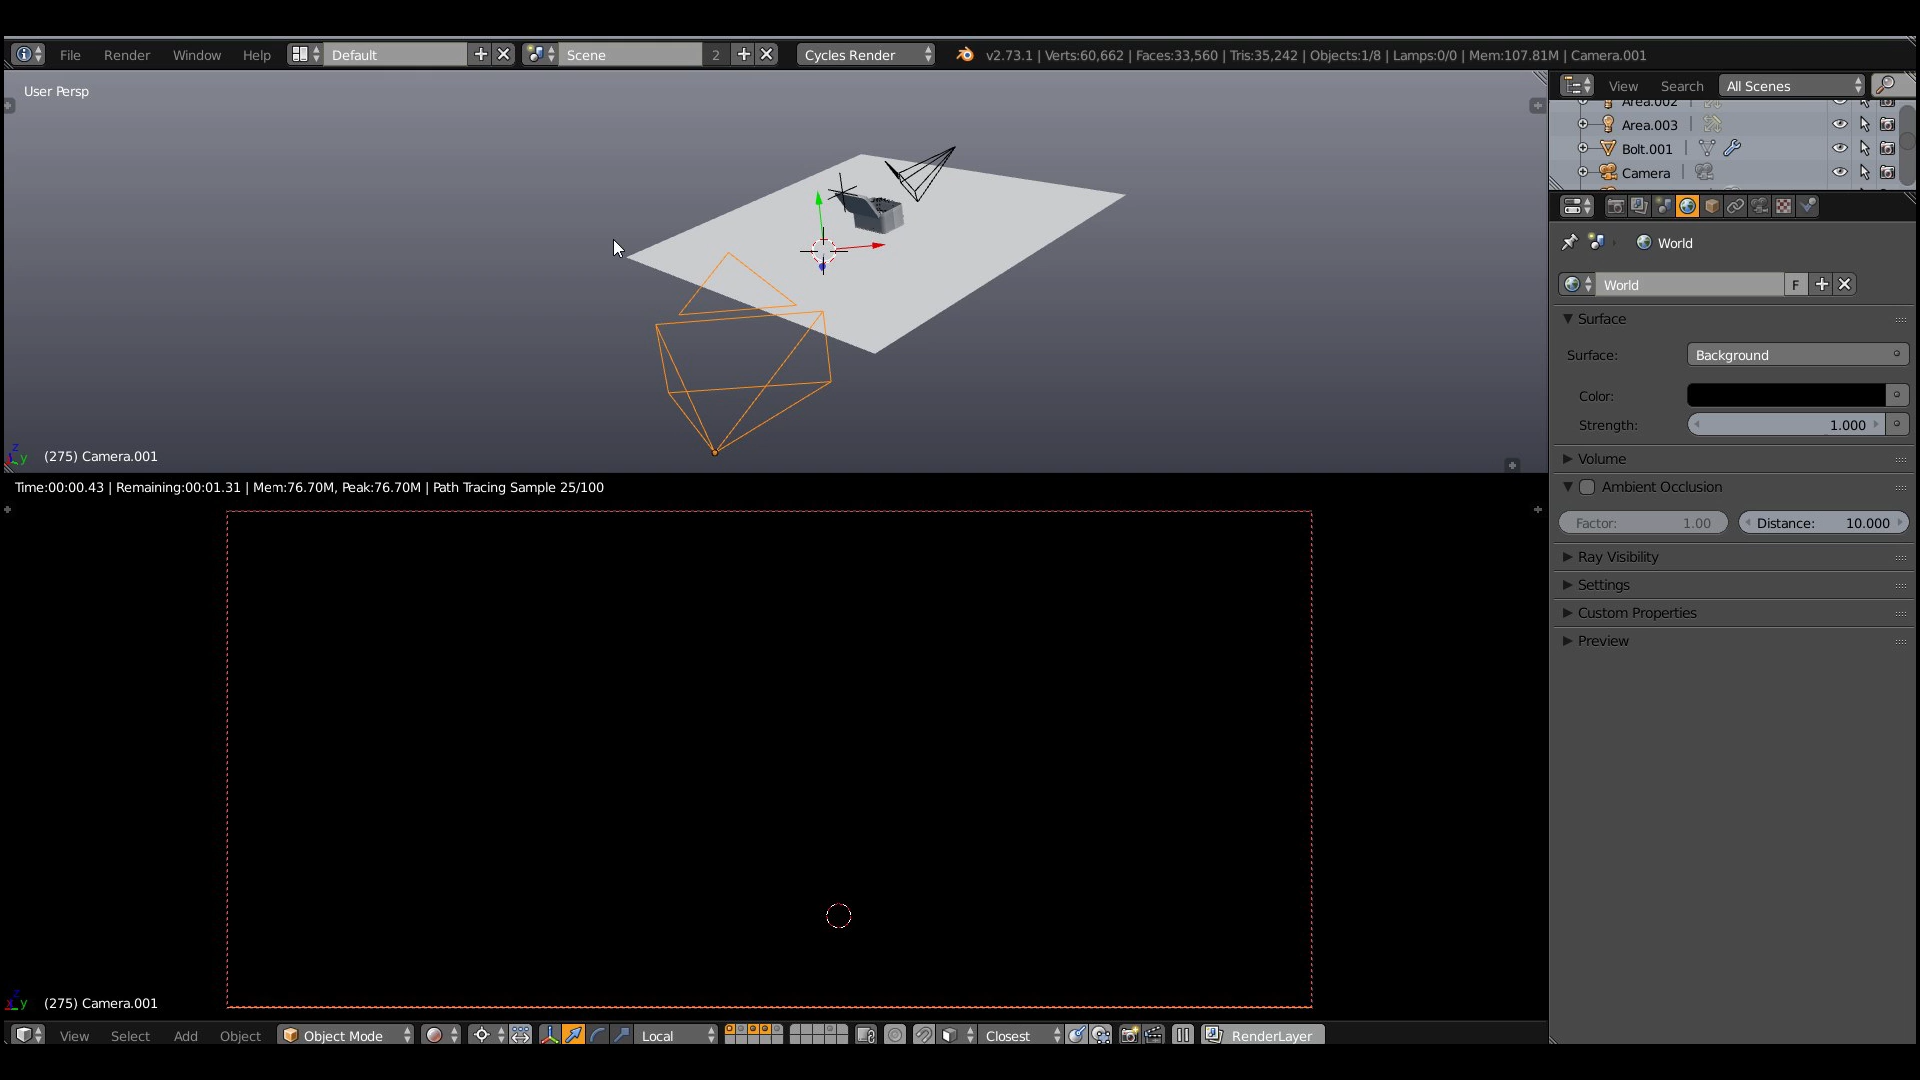 File Render Window Help Default Scene 2 Cycles Render v2.73.1 | Verts:60,662 | Faces:33,560 | Tris:35,242 | Objects:1/8 | Lamps:0/0 | Mem:107.81M | Camera.001
User Persp
View Search All Scenes
Area.002
Area.003
Bolt.001
Camera
World
World F
Surface
Surface: Background
Color:
Strength: 1.000
Volume
Ambient Occlusion
Factor: 1.00 Distance: 10.000
Ray Visibility
Settings
Custom Properties
Preview
z
y
(275) Camera.001
Time:00:00.43 | Remaining:00:01.31 | Mem:76.70M, Peak:76.70M | Path Tracing Sample 25/100
z
x y (275) Camera.001
View Select Add Object Object Mode Local Closest RenderLayer